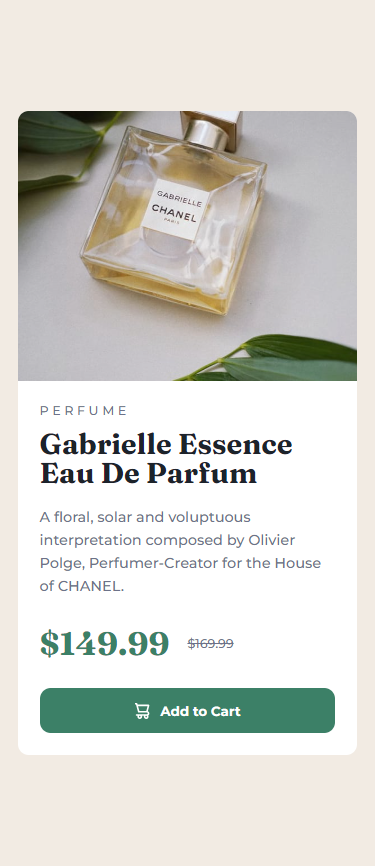 GABRIELLE
CHANEL
PARIS
PERFUME
Gabrielle Essence
Eau De Parfum
A floral, solar and voluptuous
interpretation composed by Olivier
Polge, Perfumer-Creator for the House
of CHANEL.
$149.99 $169.99
Add to Cart